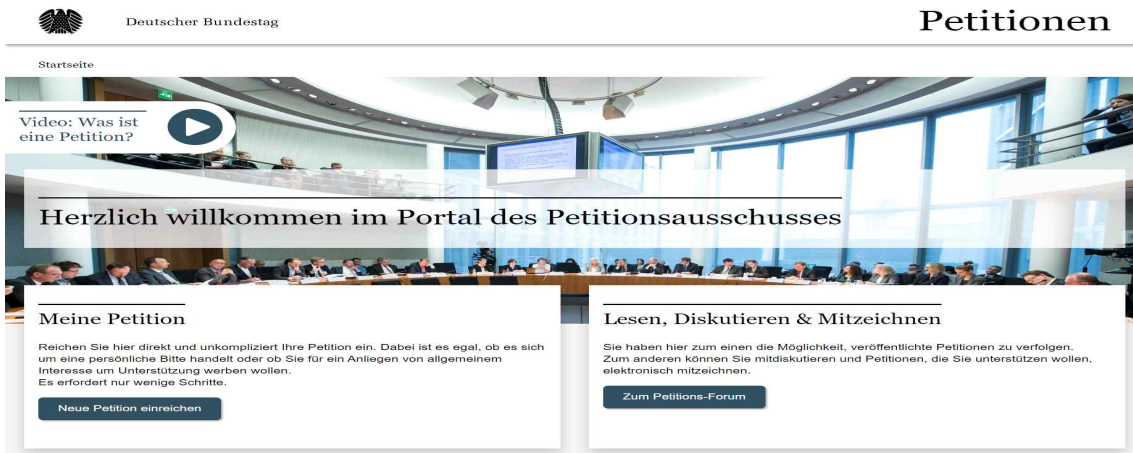 Deutscher Bundestag
Petitionen
Startseite
Video: Was ist
eine Petition?
Herzlich willkommen im Portal des Petitionsausschusses
Meine Petition
Reichen Sie hier direkt und unkompliziert Ihre Petition ein. Dabei ist es egal, ob es sich
um eine persönliche Bitte handelt oder ob Sie für ein Anliegen von allgemeinem
Interesse um Unterstützung werben wollen.
Es erfordert nur wenige Schritte.
Neue Petition einreichen
Lesen, Diskutieren & Mitzeichnen
Sie haben hier zum einen die Möglichkeit, veröffentlichte Petitionen zu verfolgen.
Zum anderen können Sie mitdiskutieren und Petitionen, die Sie unterstützen wollen,
elektronisch mitzeichnen.
Zum Petitions-Forum